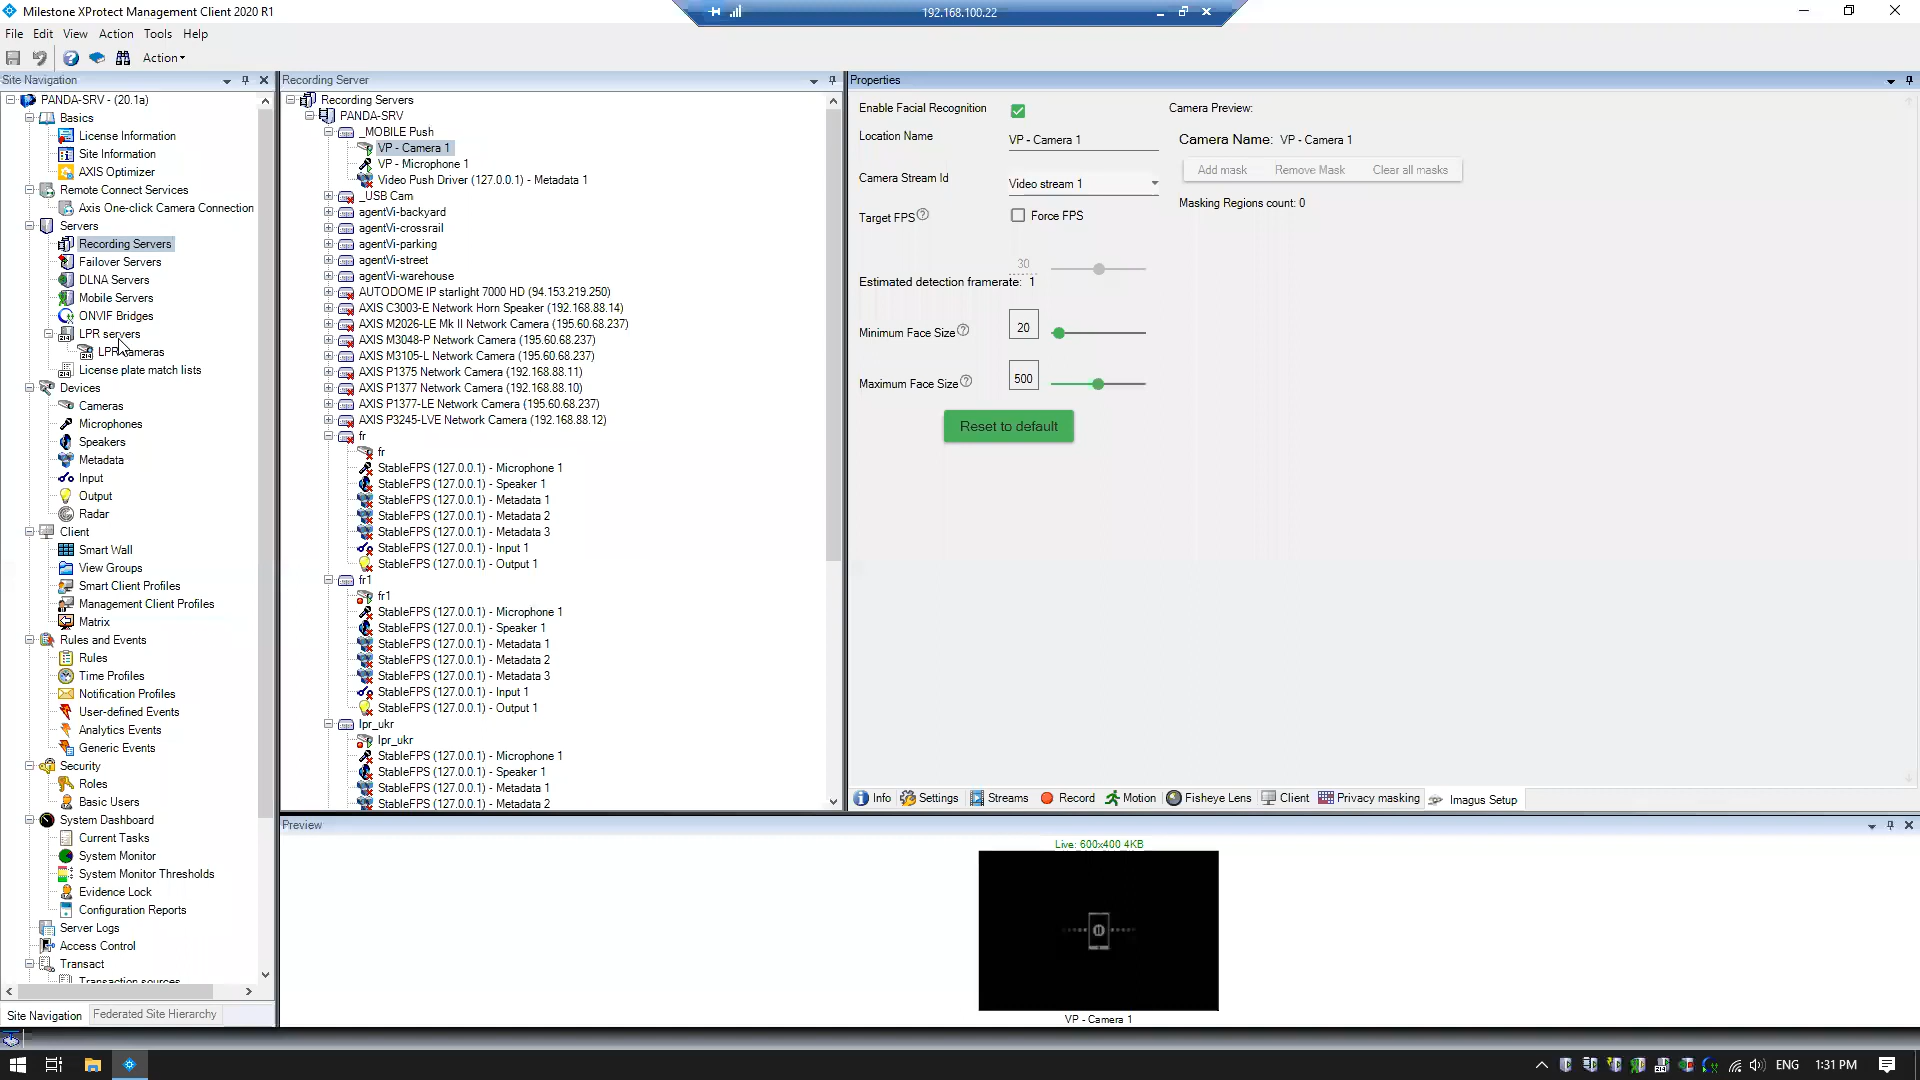 Milestone XProtect Management Client 2020 R1
192.168.100.22
File Edit View Action Tools Help
Action
Site Navigation
PANDA-SRV - (20.1a)
Basics
License Information
Site Information
AXIS Optimizer
Remote Connect Services
Axis One-click Camera Connection
Servers
Recording Servers
Failover Servers
DLNA Servers
Mobile Servers
ONVIF Bridges
LPR servers
LPR cameras
License plate match lists
Devices
Cameras
Microphones
Speakers
Metadata
Input
Output
Radar
Client
Smart Wall
View Groups
Smart Client Profiles
Management Client Profiles
Matrix
Rules and Events
Rules
Time Profiles
Notification Profiles
User-defined Events
Analytics Events
Generic Events
Security
Roles
Basic Users
System Dashboard
Current Tasks
System Monitor
System Monitor Thresholds
Evidence Lock
Configuration Reports
Server Logs
Access Control
Transact
Transaction sources
Site Navigation Federated Site Hierarchy
Recording Server
Recording Servers
PANDA-SRV
_MOBILE Push
VP - Camera 1
VP - Microphone 1
Video Push Driver (127.0.0.1) - Metadata 1
_USB Cam
agentVi-backyard
agentVi-crossrail
agentVi-parking
agentVi-street
agentVi-warehouse
AUTODOME IP starlight 7000 HD (94.153.219.250)
AXIS C3003-E Network Horn Speaker (192.168.88.14)
AXIS M2026-LE Mk II Network Camera (195.60.68.237)
AXIS M3048-P Network Camera (195.60.68.237)
AXIS M3105-L Network Camera (195.60.68.237)
AXIS P1375 Network Camera (192.168.88.11)
AXIS P1377 Network Camera (192.168.88.10)
AXIS P1377-LE Network Camera (195.60.68.237)
AXIS P3245-LVE Network Camera (192.168.88.12)
fr
fr
StableFPS (127.0.0.1) - Microphone 1
StableFPS (127.0.0.1) - Speaker 1
StableFPS (127.0.0.1) - Metadata 1
StableFPS (127.0.0.1) - Metadata 2
StableFPS (127.0.0.1) - Metadata 3
StableFPS (127.0.0.1) - Input 1
StableFPS (127.0.0.1) - Output 1
fr1
fr1
StableFPS (127.0.0.1) - Microphone 1
StableFPS (127.0.0.1) - Speaker 1
StableFPS (127.0.0.1) - Metadata 1
StableFPS (127.0.0.1) - Metadata 2
StableFPS (127.0.0.1) - Metadata 3
StableFPS (127.0.0.1) - Input 1
StableFPS (127.0.0.1) - Output 1
lpr_ukr
lpr_ukr
StableFPS (127.0.0.1) - Microphone 1
StableFPS (127.0.0.1) - Speaker 1
StableFPS (127.0.0.1) - Metadata 1
StableFPS (127.0.0.1) - Metadata 2
Properties
Enable Facial Recognition
Location Name VP - Camera 1
Camera Stream Id Video stream 1
Target FPS Force FPS
30
Estimated detection framerate: 1
Minimum Face Size 20
Maximum Face Size 500
Reset to default
Camera Preview:
Camera Name: VP - Camera 1
Add mask Remove Mask Clear all masks
Masking Regions count: 0
Info Settings Streams Record Motion Fisheye Lens Client Privacy masking Imagus Setup
Preview
Live: 600x400 4KB
VP - Camera 1
ENG 1:31 PM